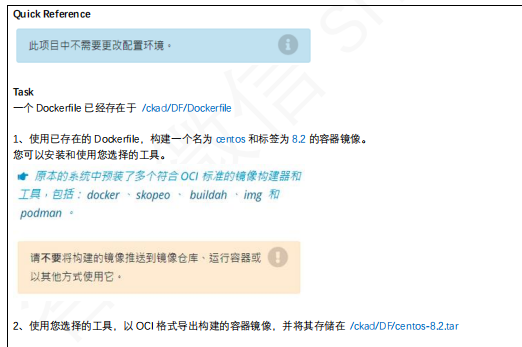 Quick Reference
此项目中不需要更改配置环境。
Task
一个 Dockerfile 已经存在于 /ckad/DF/Dockerfile
1、使用已存在的 Dockerfile，构建一个名为 centos 和标签为 8.2 的容器镜像。
您可以安装和使用您选择的工具。
原本的系统中预装了多个符合 OCI 标准的镜像构建器和
工具，包括：docker 、 skopeo 、 buildah 、 img 和
podman 。
请不要将构建的镜像推送到镜像仓库、运行容器或
以其他方式使用它。
2、使用您选择的工具，以 OCI 格式导出构建的容器镜像，并将其存储在 /ckad/DF/centos-8.2.tar